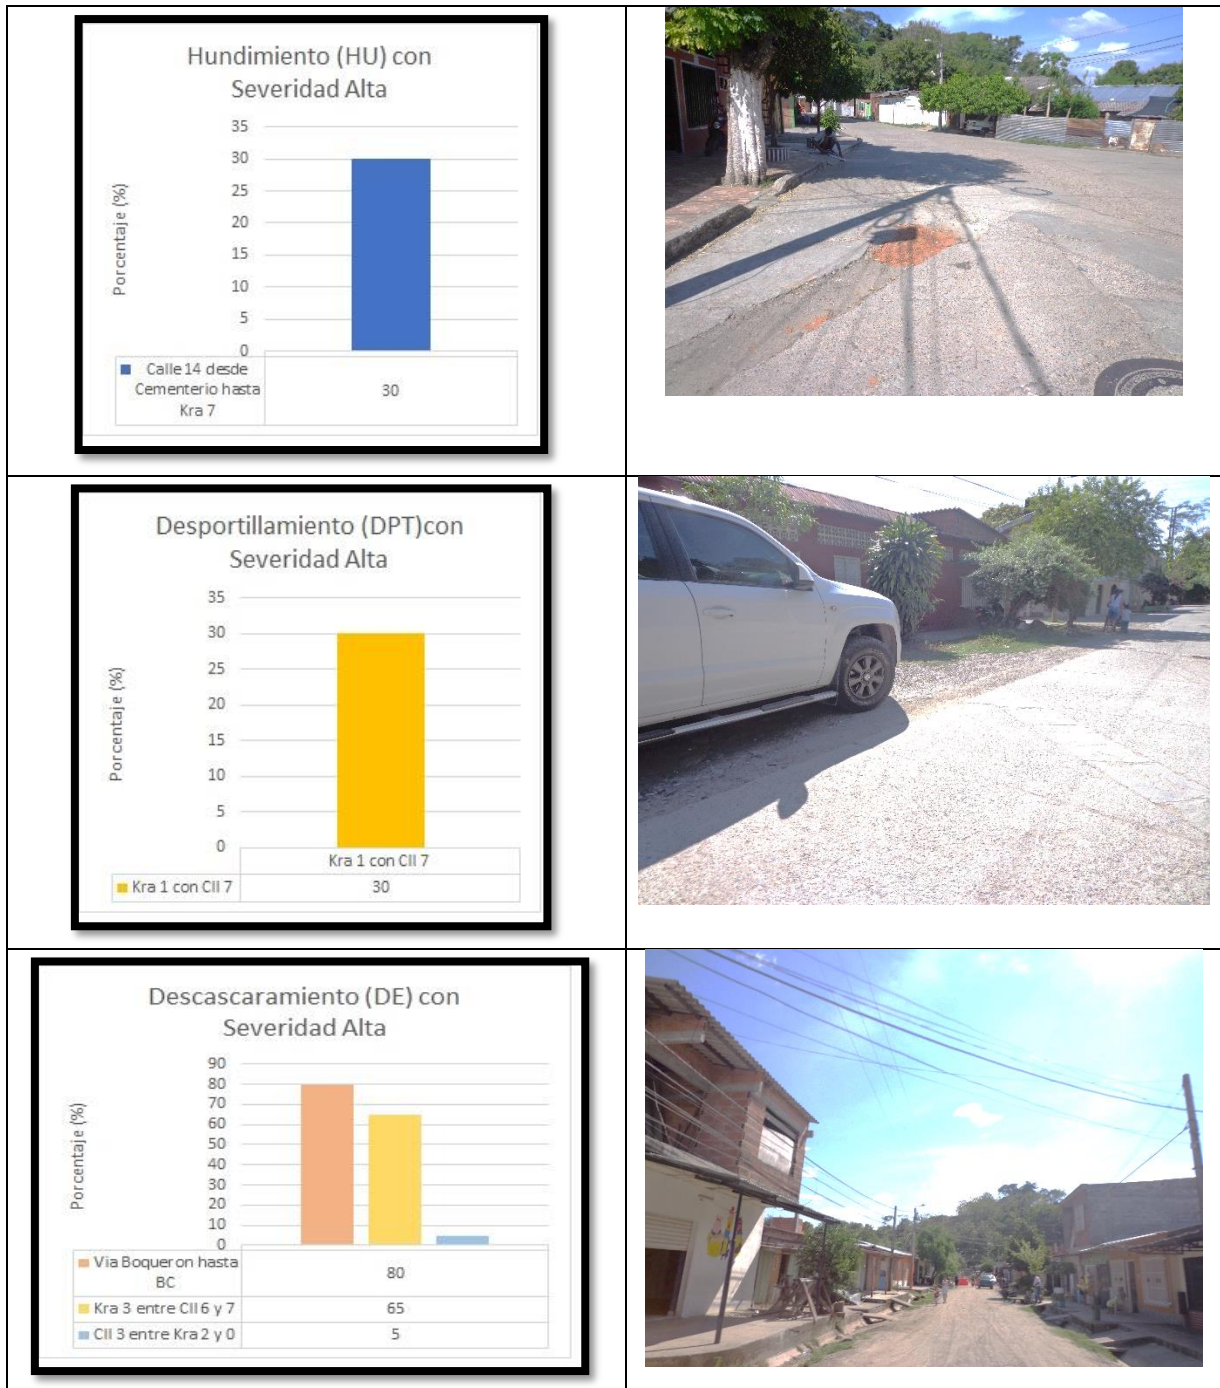 Hundimiento (HU) con
Severidad Alta
Porcentaje (%)
35
30
25
20
15
10
5
0
Calle 14 desde
Cementerio hasta
Kra 7
30
Desportillamiento (DPT)con
Severidad Alta
Porcentaje (%)
35
30
25
20
15
10
5
0
Kra 1 con Cll 7
Kra 1 con Cll 7
30
Descascaramiento (DE) con
Severidad Alta
Porcentaje (%)
90
80
70
60
50
40
30
20
10
0
Via Boqueron hasta
BC
80
Kra 3 entre Cll 6 y 7
65
Cll 3 entre Kra 2 y 0
5